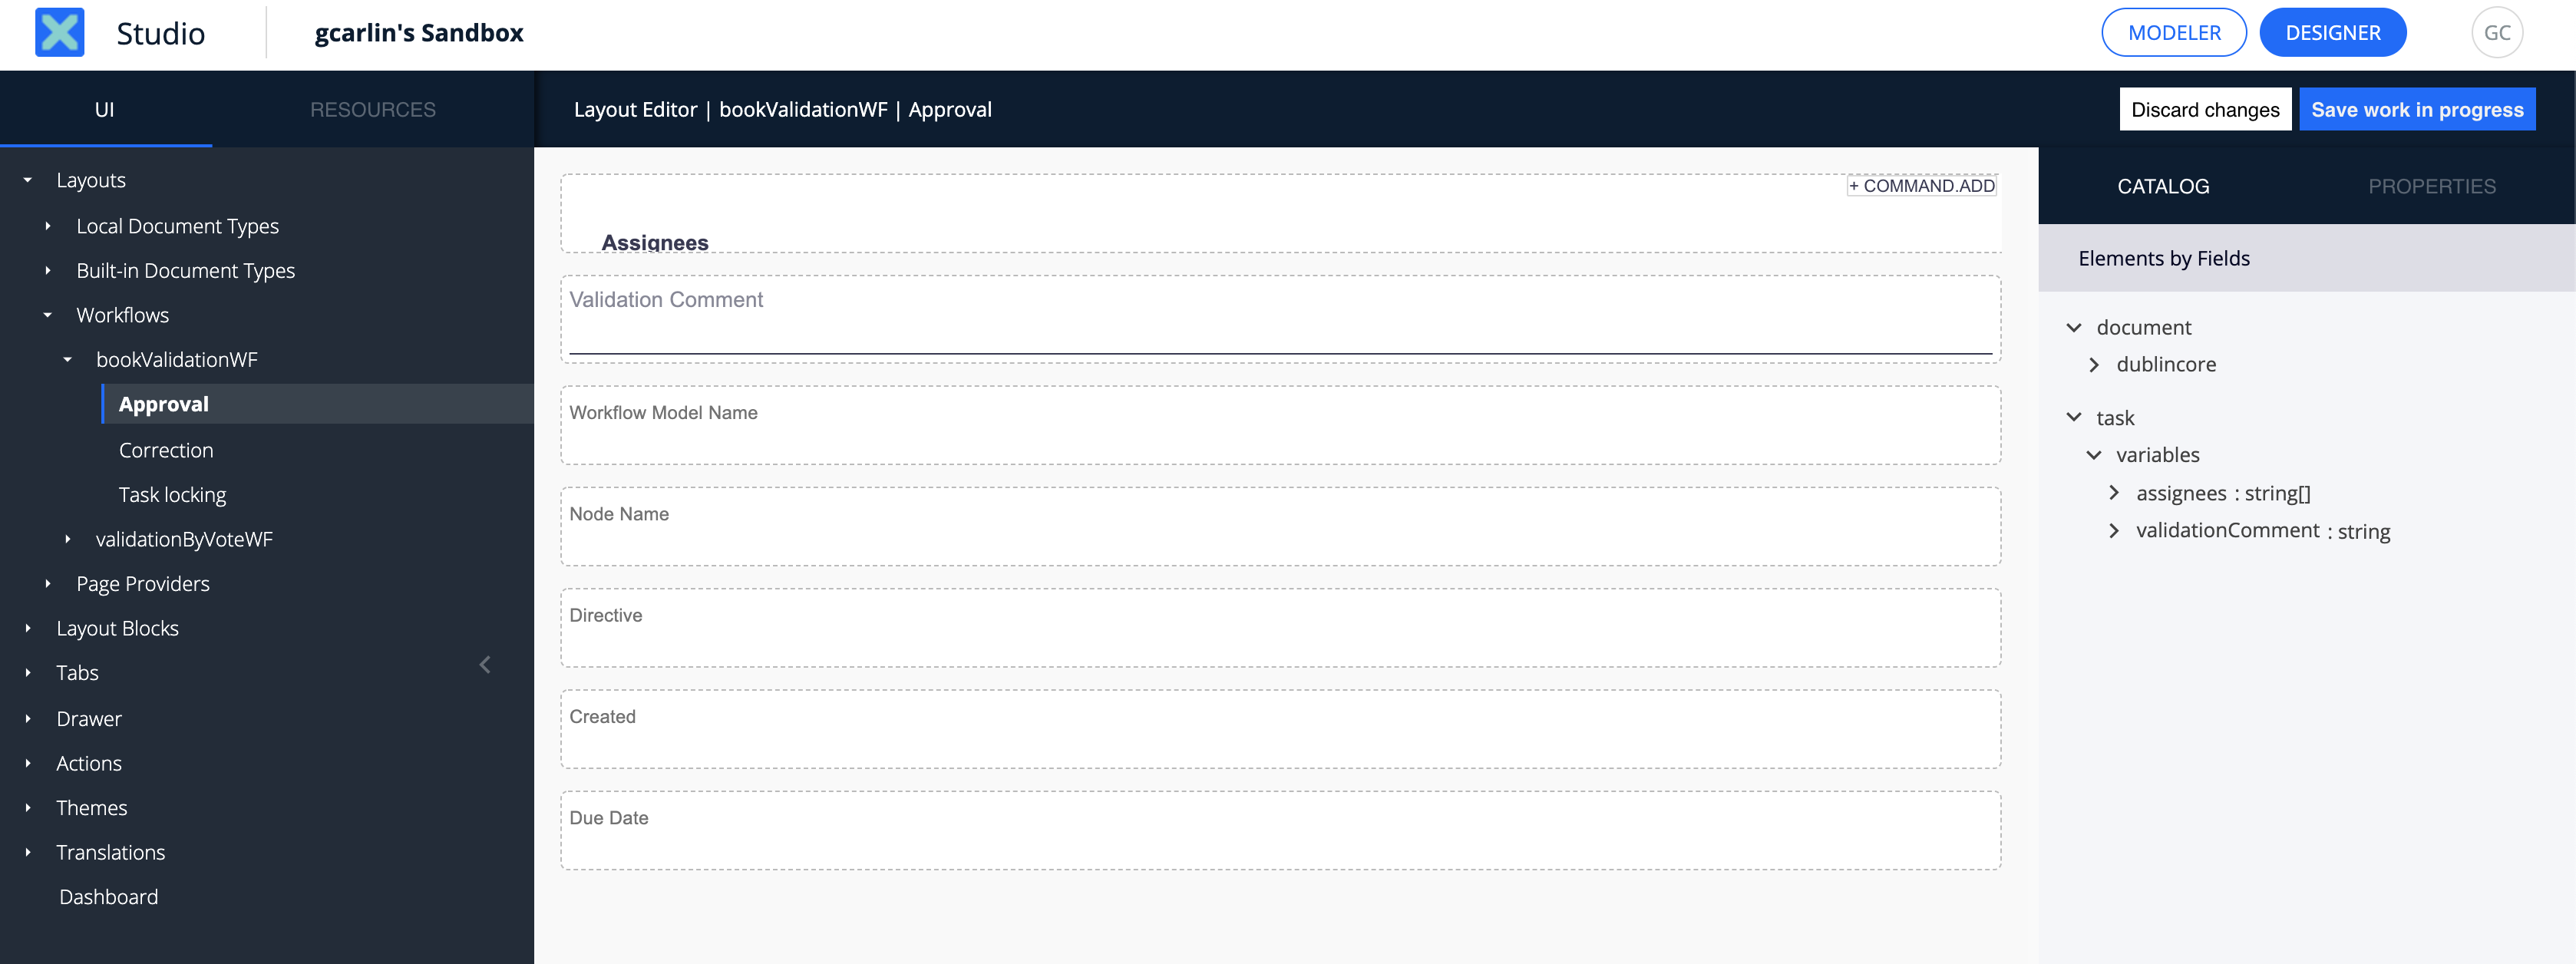 Studio
gcarlin's Sandbox
MODELER
DESIGNER
GC
UI
RESOURCES
Layout Editor | bookValidationWF | Approval
Discard changes
Save work in progress
Layouts
Local Document Types
Built-in Document Types
Workflows
bookValidationWF
Approval
Correction
Task locking
validationByVoteWF
Page Providers
Layout Blocks
Tabs
Drawer
Actions
Themes
Translations
Dashboard
+ COMMAND.ADD
Assignees
Validation Comment
Workflow Model Name
Node Name
Directive
Created
Due Date
CATALOG
PROPERTIES
Elements by Fields
document
dublincore
task
variables
assignees : string[]
validationComment : string